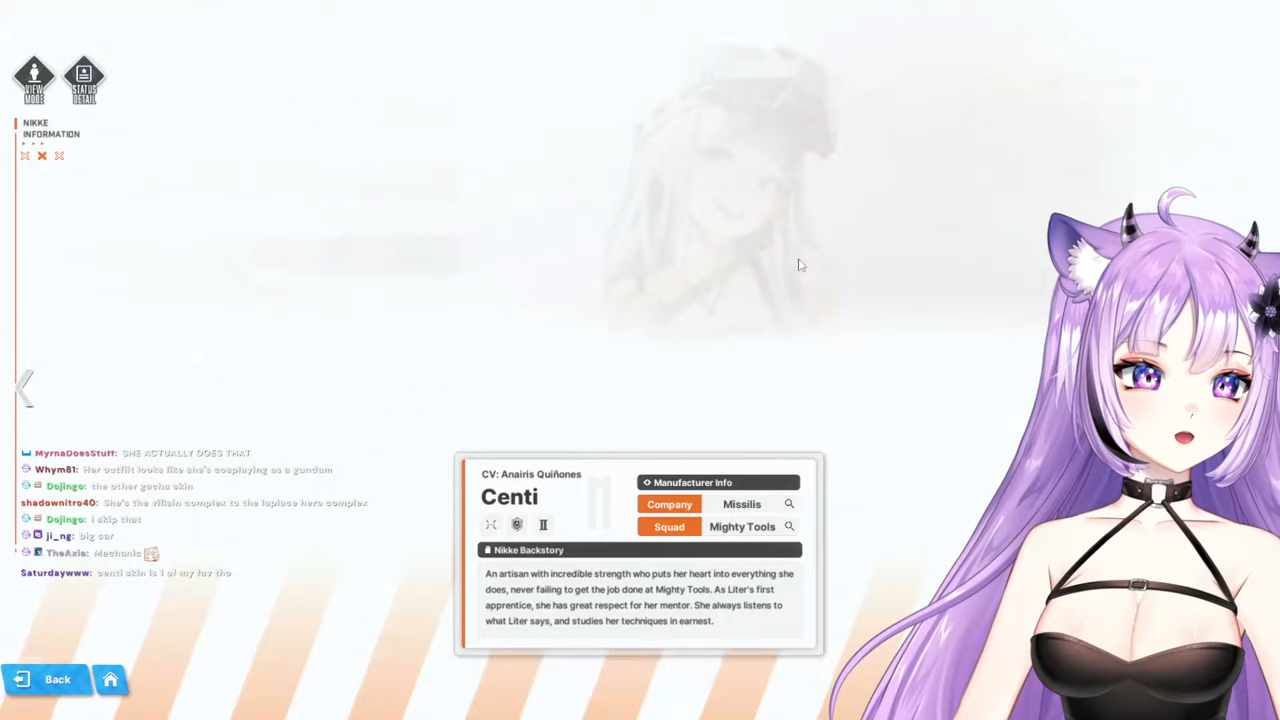 VIEW
MODE
STATUS
DETAIL
NIKKE
INFORMATION
MyrnaDoesStuff: SHE ACTUALLY DOES THAT
Whym81: Her outfiit looks like she's cosplaying as a gundam
Dojingo: the other gacha skin
shadownitro40: She's the villain complex to the laplace hero complex
Dojingo: i skip that
ji_ng: big car
TheAxia: Mechanic
Saturdaywww: centi skin is 1 of my fav tho
CV: Anairis Quiñones
Centi
Manufacturer Info
Company Missilis
Squad Mighty Tools
Nikke Backstory
An artisan with incredible strength who puts her heart into everything she
does, never failing to get the job done at Mighty Tools. As Liter's first
apprentice, she has great respect for her mentor. She always listens to
what Liter says, and studies her techniques in earnest.
Back